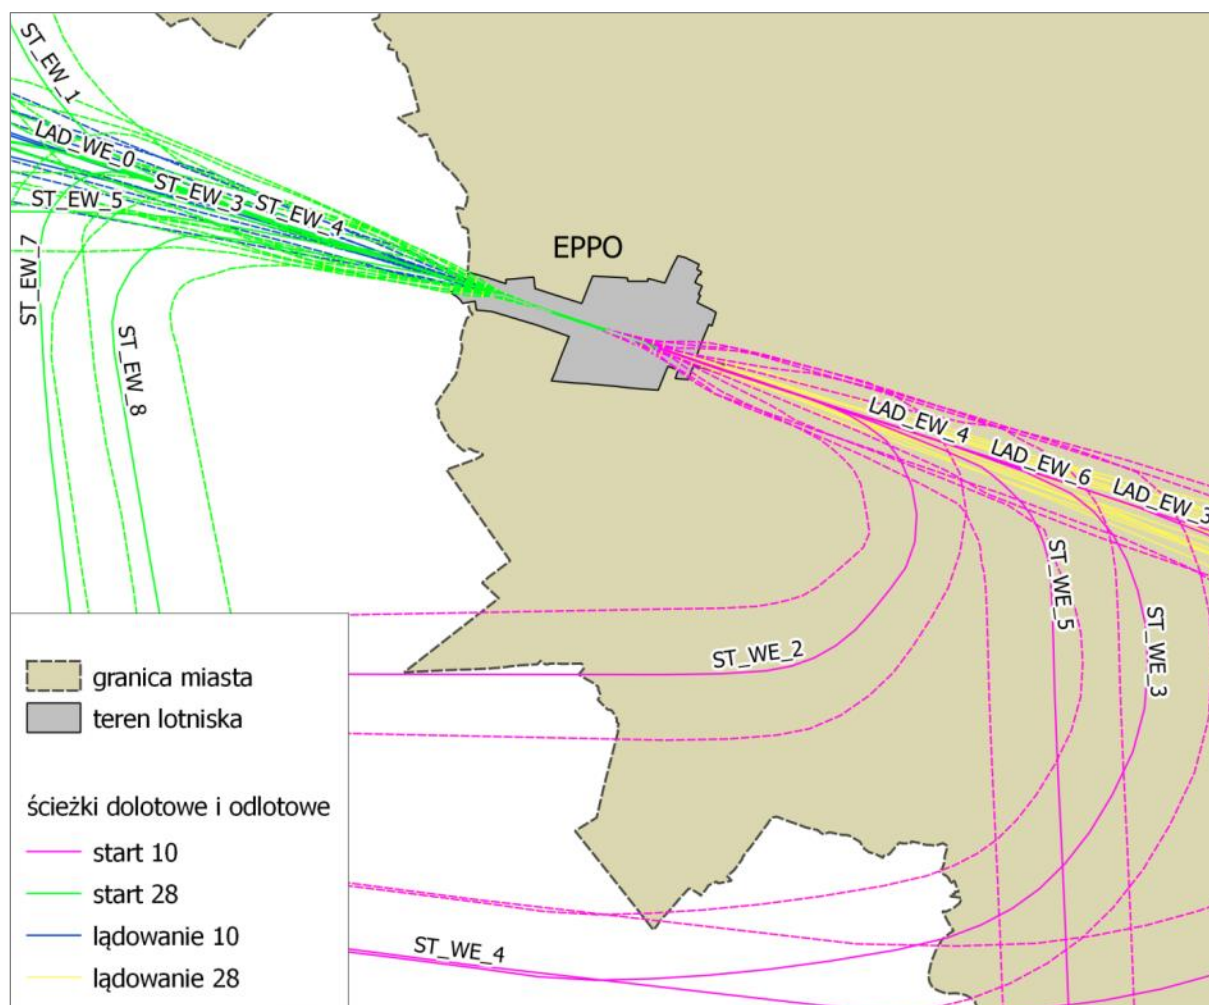 ST_EW_1
LAD_WE_0
ST_EW_3
ST_EW_4
ST_EW_5
EPPO
ST_EW_7
ST_EW_8
LAD_EW_4
LAD_EW_6
LAD_EW_3
ST_WE_5
ST_WE_3
ST_WE_2
ST_WE_4
granica miasta
teren lotniska
ścieżki dolotowe i odlotowe
start 10
start 28
lądowanie 10
lądowanie 28